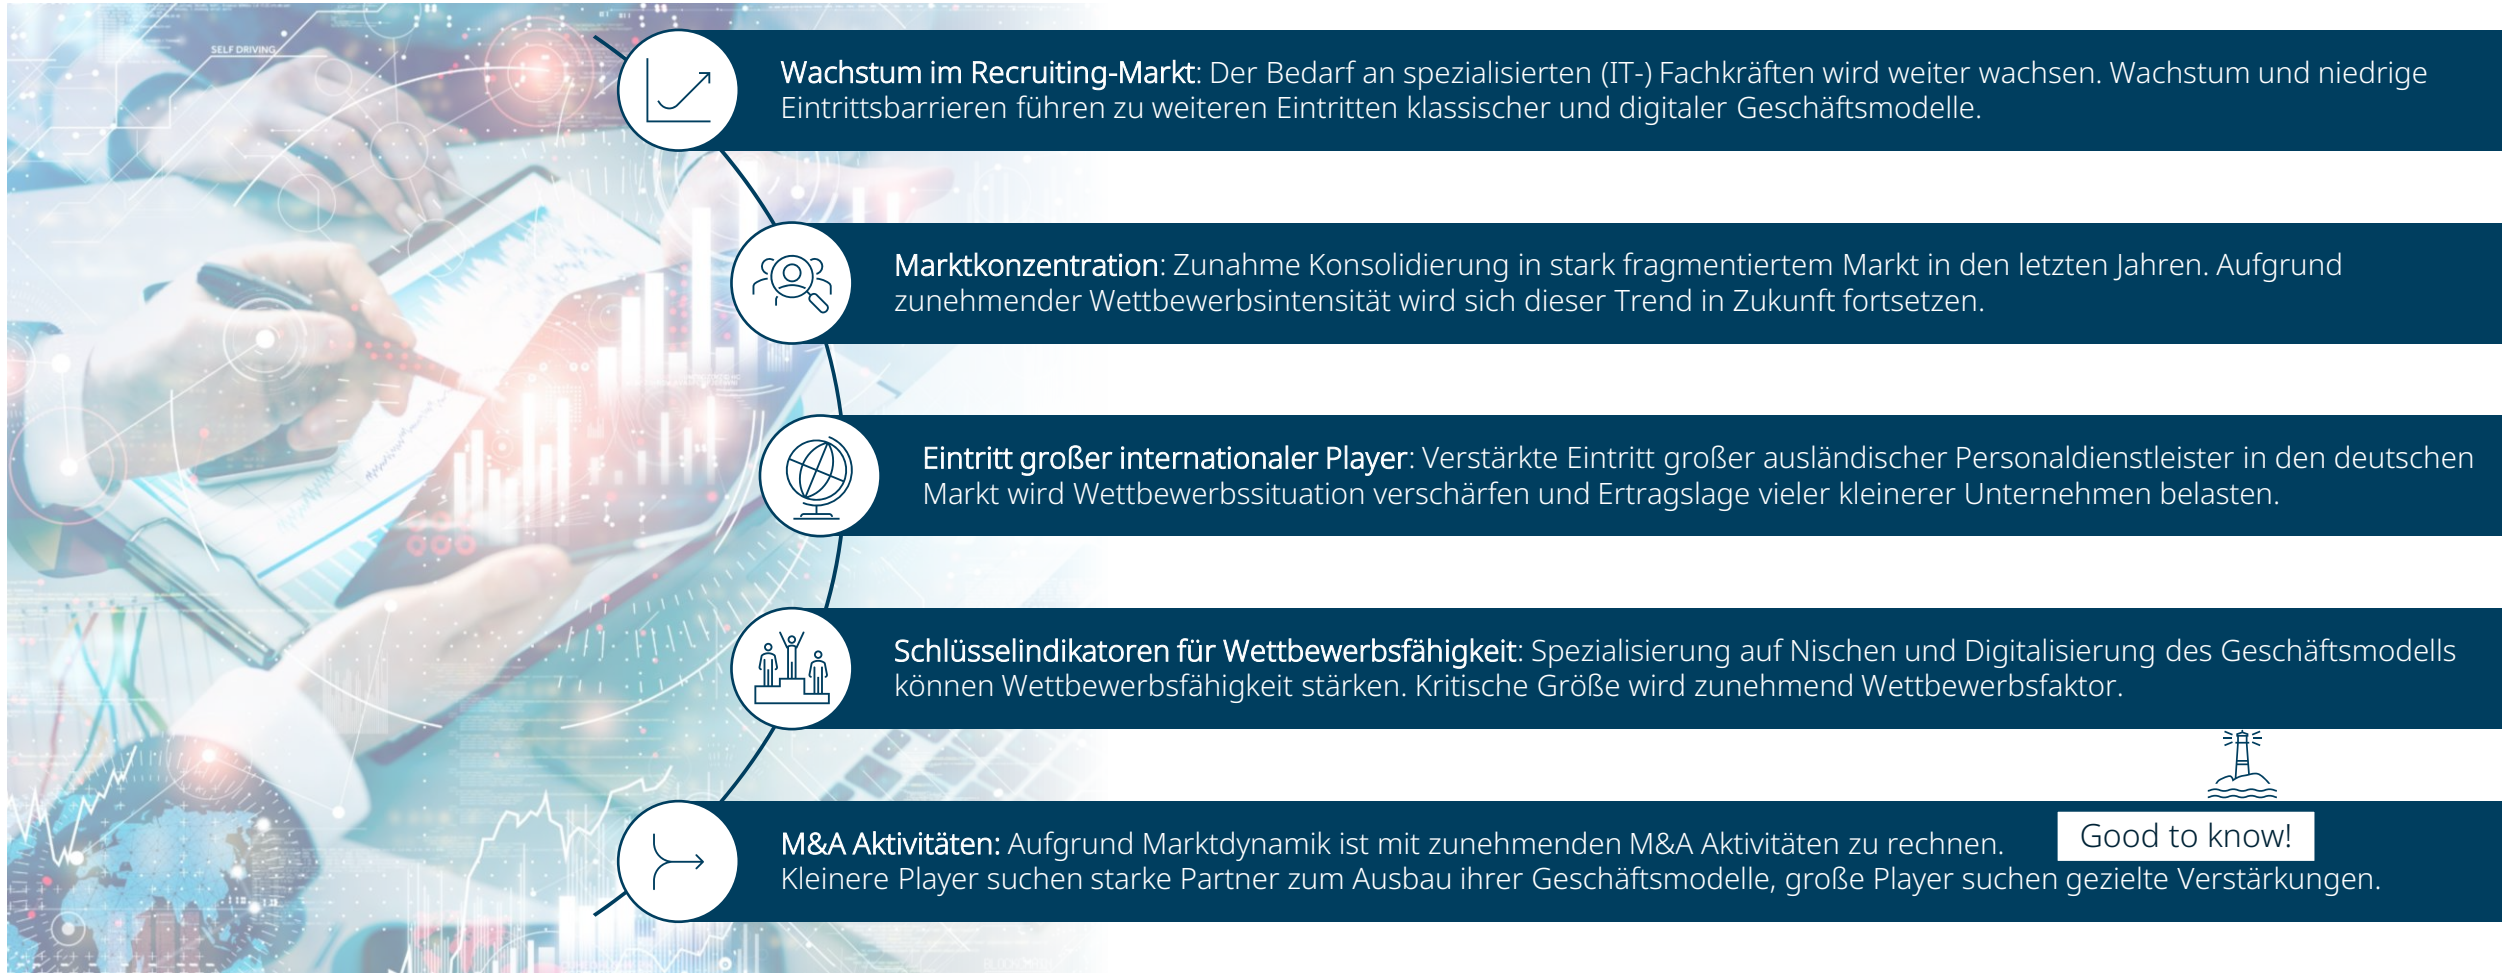 SELF DRIVING
Wachstum im Recruiting-Markt: Der Bedarf an spezialisierten (IT-) Fachkräften wird weiter wachsen. Wachstum und niedrige
Eintrittsbarrieren führen zu weiteren Eintritten klassischer und digitaler Geschäftsmodelle.
Marktkonzentration: Zunahme Konsolidierung in stark fragmentiertem Markt in den letzten Jahren. Aufgrund
zunehmender Wettbewerbsintensität wird sich dieser Trend in Zukunft fortsetzen.
Eintritt großer internationaler Player: Verstärkte Eintritt großer ausländischer Personaldienstleister in den deutschen
Markt wird Wettbewerbssituation verschärfen und Ertragslage vieler kleinerer Unternehmen belasten.
Schlüsselindikatoren für Wettbewerbsfähigkeit: Spezialisierung auf Nischen und Digitalisierung des Geschäftsmodells
können Wettbewerbsfähigkeit stärken. Kritische Größe wird zunehmend Wettbewerbsfaktor.
M&A Aktivitäten: Aufgrund Marktdynamik ist mit zunehmenden M&A Aktivitäten zu rechnen.
Good to know!
Kleinere Player suchen starke Partner zum Ausbau ihrer Geschäftsmodelle, große Player suchen gezielte Verstärkungen.